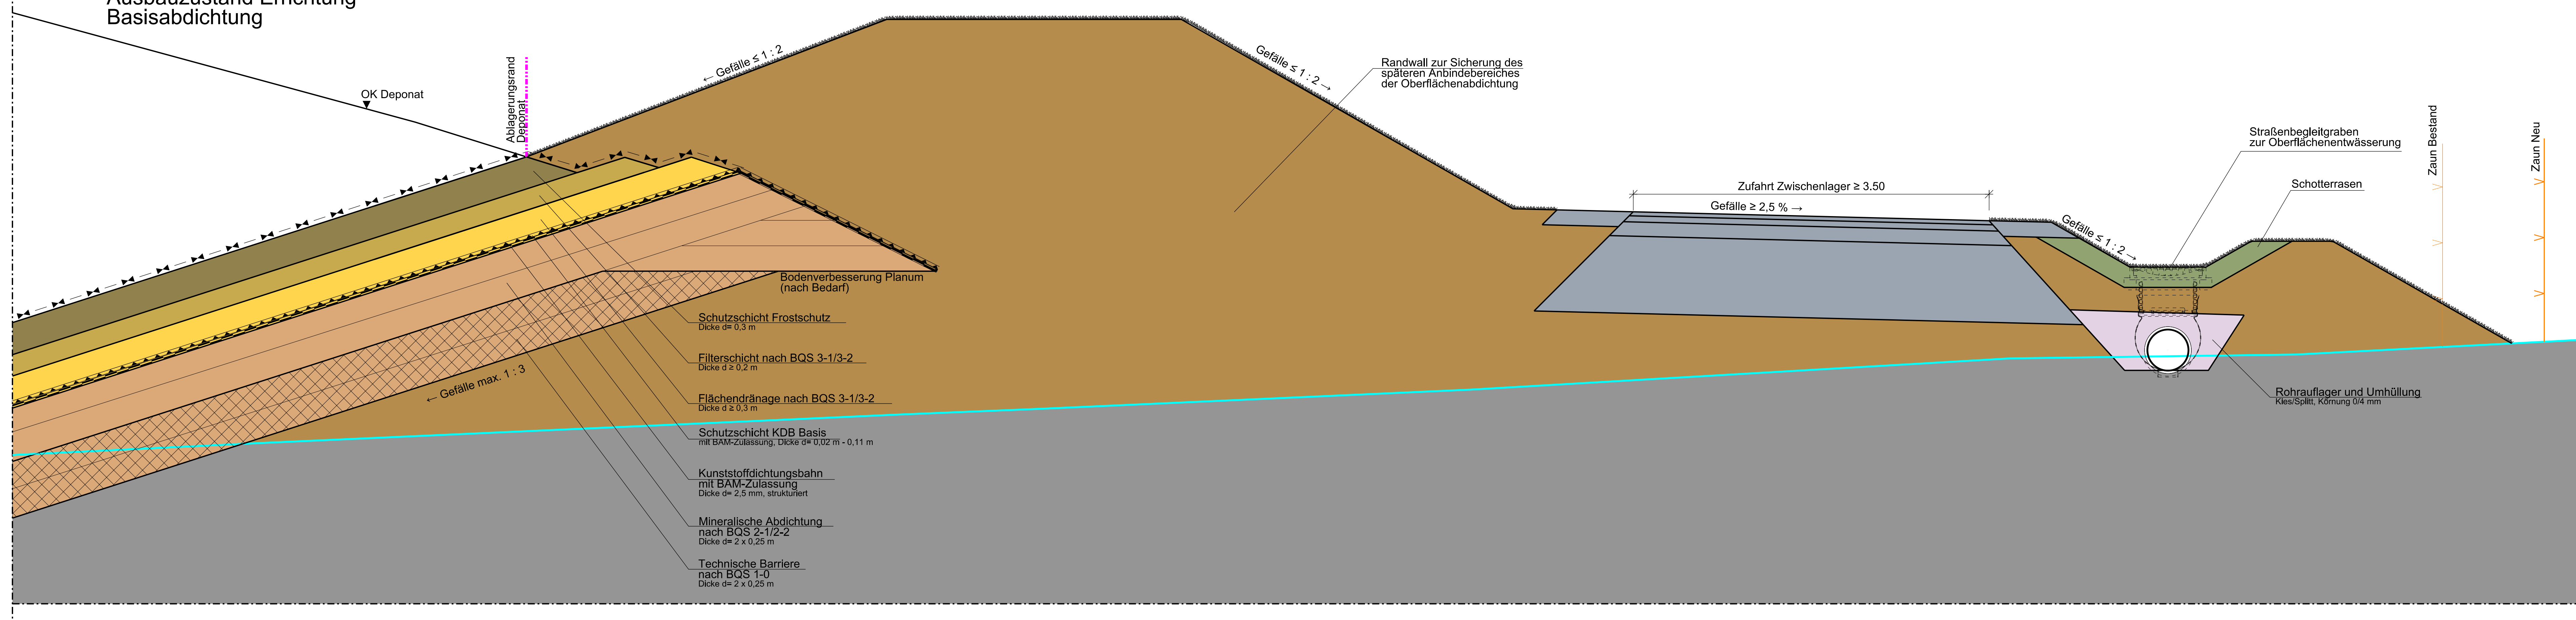 Ausbauzustand Errichtung
Basisabdichtung
OK Deponat
Ablagerungsrand
Deponat
← Gefälle ≤ 1 : 2
Gefälle ≤ 1 : 2 →
Randwall zur Sicherung des
späteren Anbindebereiches
der Oberflächenabdichtung
Zufahrt Zwischenlager ≥ 3.50
Gefälle ≥ 2,5 % →
Gefälle ≤ 1 : 2 →
Straßenbegleitgraben
zur Oberflächenentwässerung
Schotterrasen
Zaun Bestand
Zaun Neu
Bodenverbesserung Planum
(nach Bedarf)
Schutzschicht Frostschutz
Dicke d= 0,3 m
Filterschicht nach BQS 3-1/3-2
Dicke d ≥ 0,2 m
← Gefälle max. 1 : 3
Flächendränage nach BQS 3-1/3-2
Dicke d ≥ 0,3 m
Schutzschicht KDB Basis
mit BAM-Zulassung, Dicke d= 0,02 m - 0,11 m
Kunststoffdichtungsbahn
mit BAM-Zulassung
Dicke d= 2,5 mm, strukturiert
Mineralische Abdichtung
nach BQS 2-1/2-2
Dicke d= 2 x 0,25 m
Technische Barriere
nach BQS 1-0
Dicke d= 2 x 0,25 m
Rohrauflager und Umhüllung
Kies/Splitt, Körnung 0/4 mm